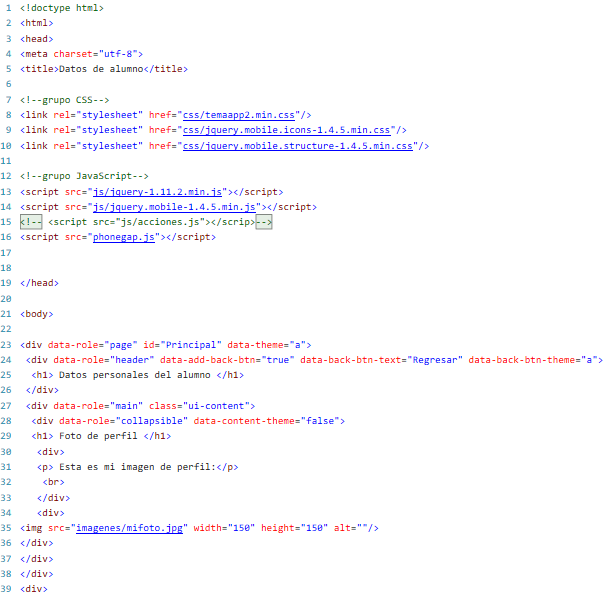 1 <!doctype html>
2 <html>
3 <head>
4 <meta charset="utf-8">
5 <title>Datos de alumno</title>
6
7 <!--grupo CSS-->
8 <link rel="stylesheet" href="css/temaapp2.min.css"/>
9 <link rel="stylesheet" href="css/jquery.mobile.icons-1.4.5.min.css"/>
10 <link rel="stylesheet" href="css/jquery.mobile.structure-1.4.5.min.css"/>
11
12 <!--grupo JavaScript-->
13 <script src="js/jquery-1.11.2.min.js"></script>
14 <script src="js/jquery.mobile-1.4.5.min.js"></script>
15 <!-- <script src="js/acciones.js"></scrip>-->
16 <script src="phonegap.js"></script>
17
18
19 </head>
20
21 <body>
22
23 <div data-role="page" id="Principal" data-theme="a">
24 <div data-role="header" data-add-back-btn="true" data-back-btn-text="Regresar" data-back-btn-theme="a">
25 <h1> Datos personales del alumno </h1>
26 </div>
27 <div data-role="main" class="ui-content">
28 <div data-role="collapsible" data-content-theme="false">
29 <h1> Foto de perfil </h1>
30 <div>
31 <p> Esta es mi imagen de perfil:</p>
32 <br>
33 </div>
34 <div>
35 <img src="imagenes/mifoto.jpg" width="150" height="150" alt=""/>
36 </div>
37 </div>
38 </div>
39 <div>